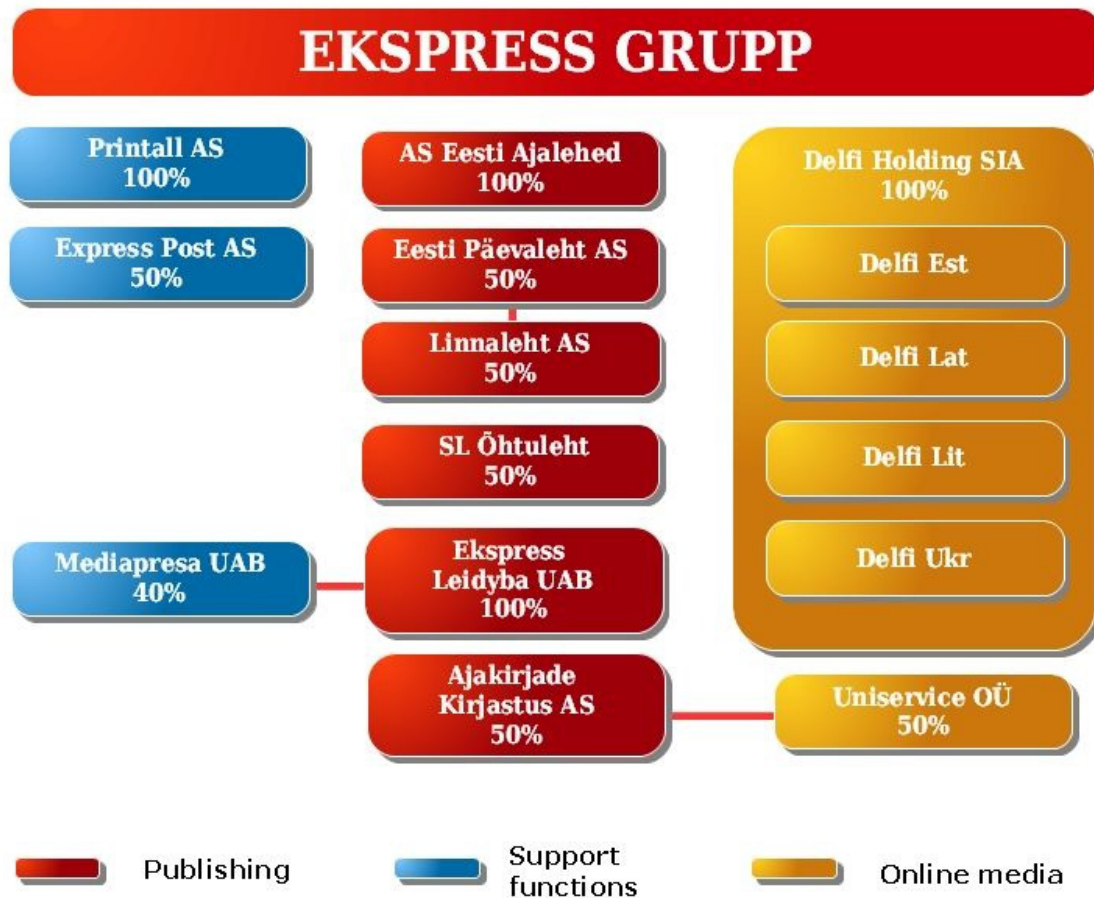 EKSPRESS GRUPP
Printall AS
100%
Express Post AS
50%
Mediapresa UAB
40%
AS Eesti Ajalehed
100%
Eesti Päevaleht AS
50%
Linnaleht AS
50%
SL Õhtuleht
50%
Ekspress
Leidyba UAB
100%
Ajakirjade
Kirjastus AS
50%
Delfi Holding SIA
100%
Delfi Est
Delfi Lat
Delfi Lit
Delfi Ukr
Uniservice OÜ
50%
Publishing
Support
functions
Online media